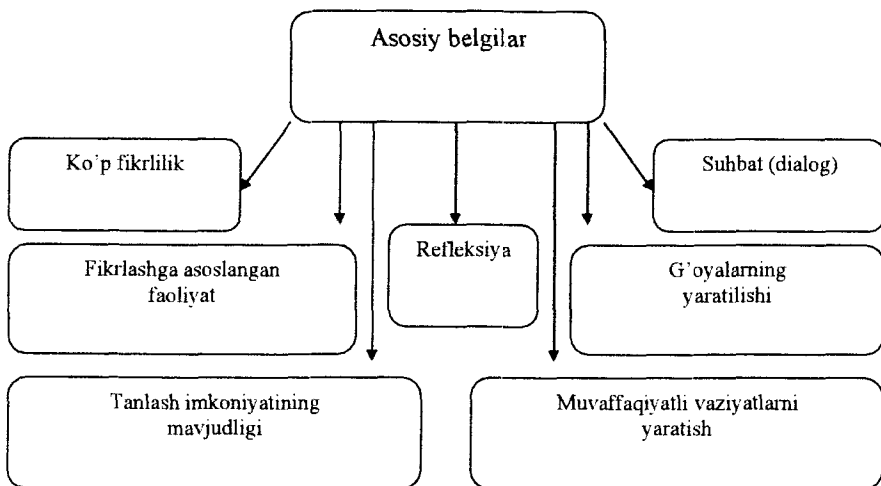 Asosiy belgilar
Ko'p fikrlilik
Suhbat (dialog)
Refleksiya
Fikrlashga asoslangan
faoliyat
G'oyalarning
yaratilishi
Tanlash imkoniyatining
mavjudligi
Muvaffaqiyatli vaziyatlarni
yaratish